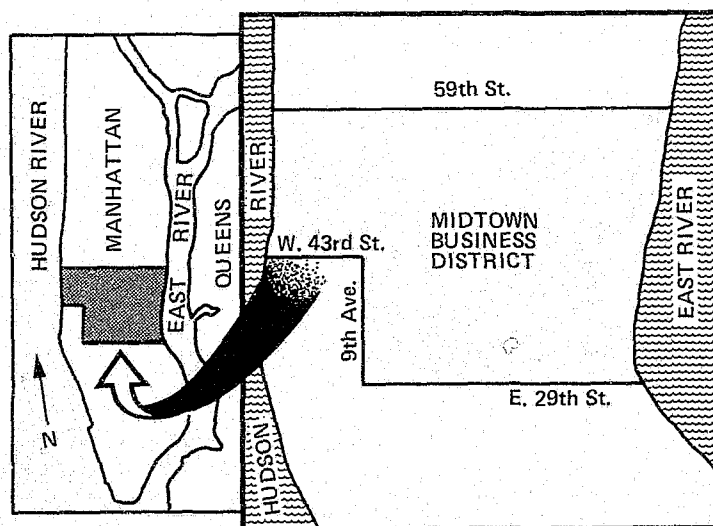 HUDSON RIVER
MANHATTAN
EAST RIVER
QUEENS
N
HUDSON RIVER
59th St.
W. 43rd St.
9th Ave.
MIDTOWN
BUSINESS
DISTRICT
E. 29th St.
EAST RIVER